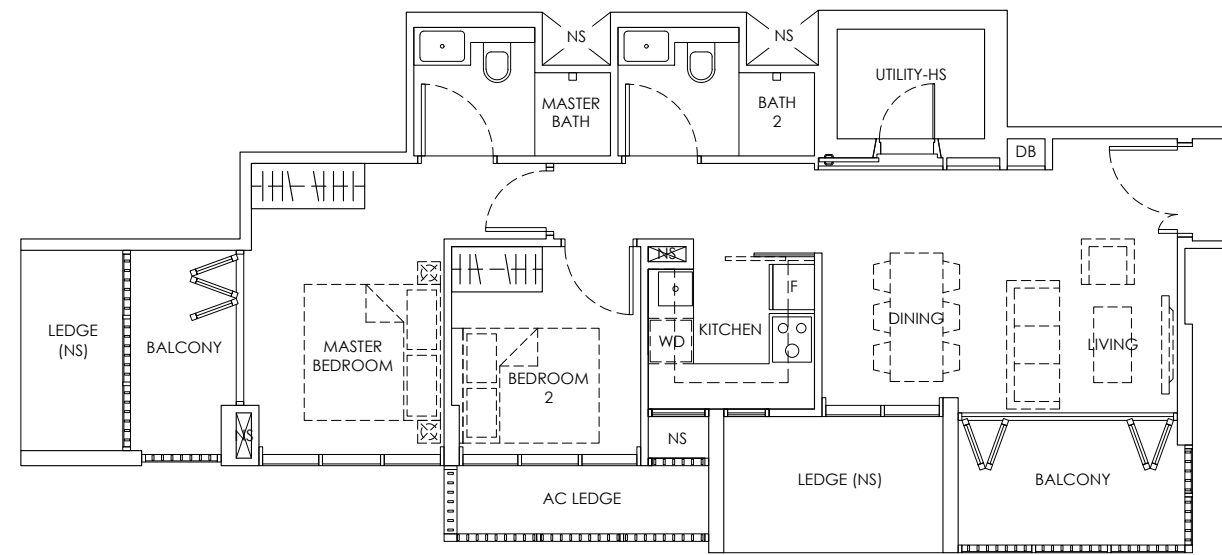 NS
NS
UTILITY-HS
MASTER
BATH
BATH
2
DB
NS
IF
LEDGE
(NS)
BALCONY
MASTER
BEDROOM
BEDROOM
2
WD
KITCHEN
DINING
LIVING
NS
NS
AC LEDGE
LEDGE (NS)
BALCONY